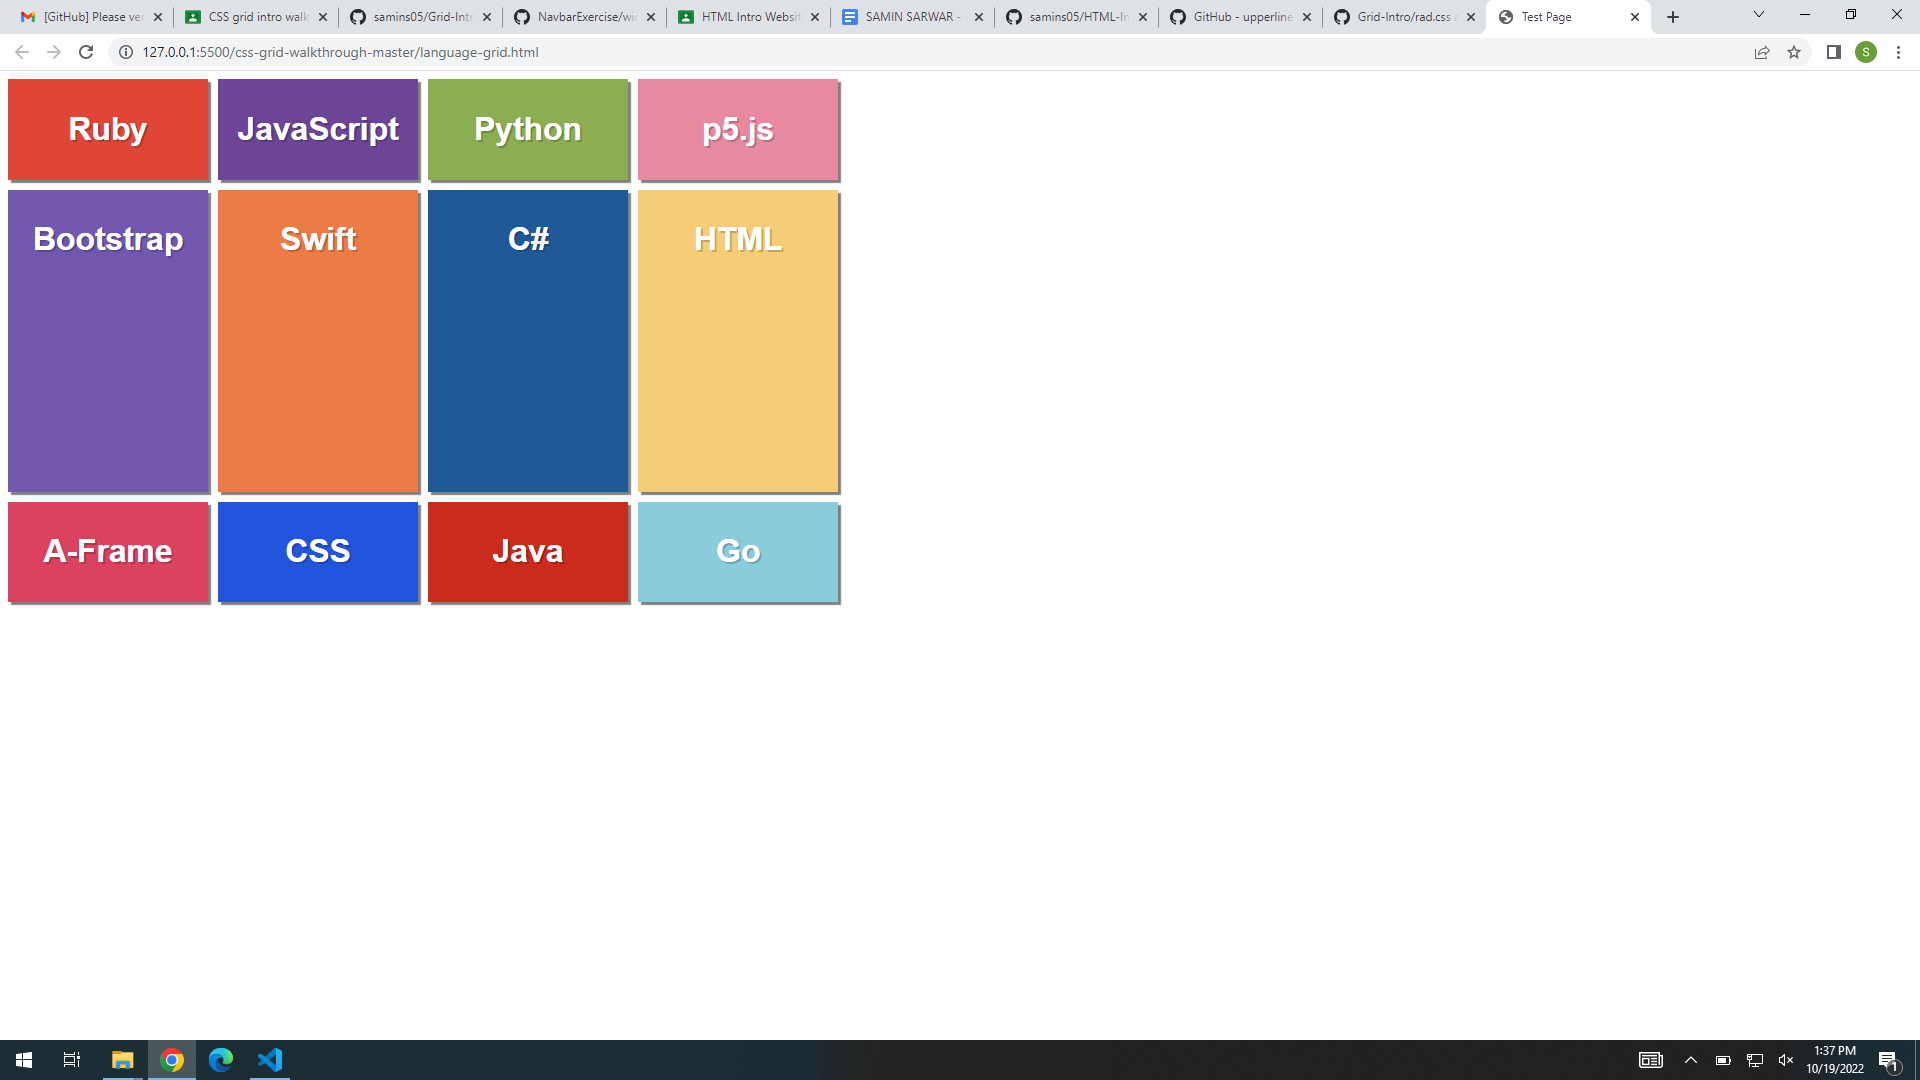 [GitHub] Please ver
CSS grid intro walk
samins05/Grid-Intr
NavbarExercise/wid
HTML Intro Websit
SAMIN SARWAR -
samins05/HTML-In
GitHub - upperline
Grid-Intro/rad.css a
Test Page
127.0.0.1:5500/css-grid-walkthrough-master/language-grid.html
S
Ruby JavaScript Python p5.js
Bootstrap Swift C# HTML
A-Frame CSS Java Go
1:37 PM
10/19/2022
1